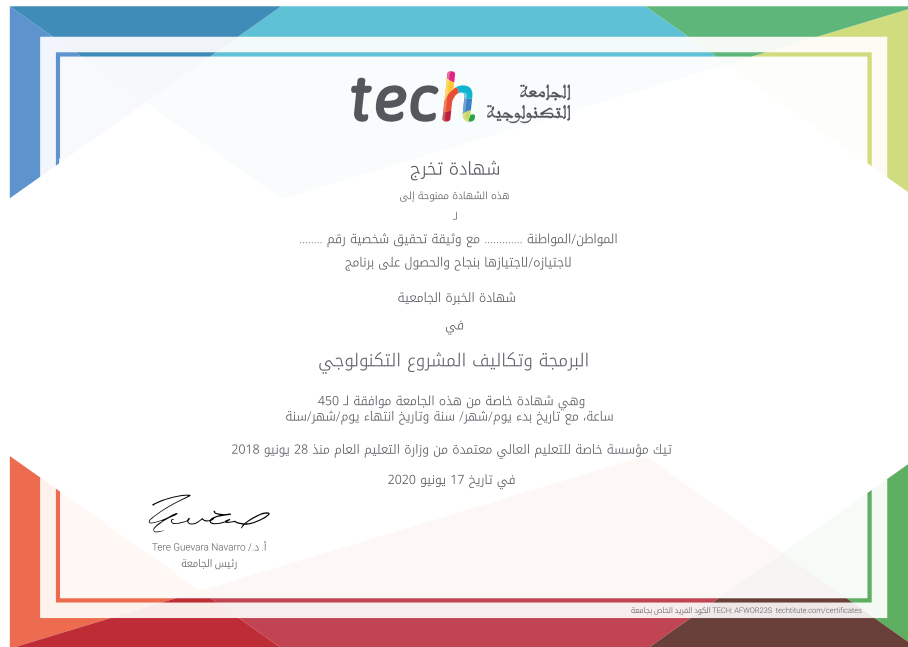 tech الجامعة
التكنولوجية
شهادة تخرج
هذه الشهادة ممنوحة إلى
لـ
المواطن/المواطنة ............. مع وثيقة تحقيق شخصية رقم ........
لاجتيازه/لاجتيازها بنجاح والحصول على برنامج
شهادة الخبرة الجامعية
في
البرمجة وتكاليف المشروع التكنولوجي
وهي شهادة خاصة من هذه الجامعة موافقة لـ 450
ساعة، مع تاريخ بدء يوم/شهر/ سنة وتاريخ انتهاء يوم/شهر/سنة
تيك مؤسسة خاصة للتعليم العالي معتمدة من وزارة التعليم العام منذ 28 يونيو 2018
في تاريخ 17 يونيو 2020
أ.د./ Tere Guevara Navarro
رئيس الجامعة
الكود الفريد الخاص بجامعة TECH: AFWOR23S techtitute.com/certificates